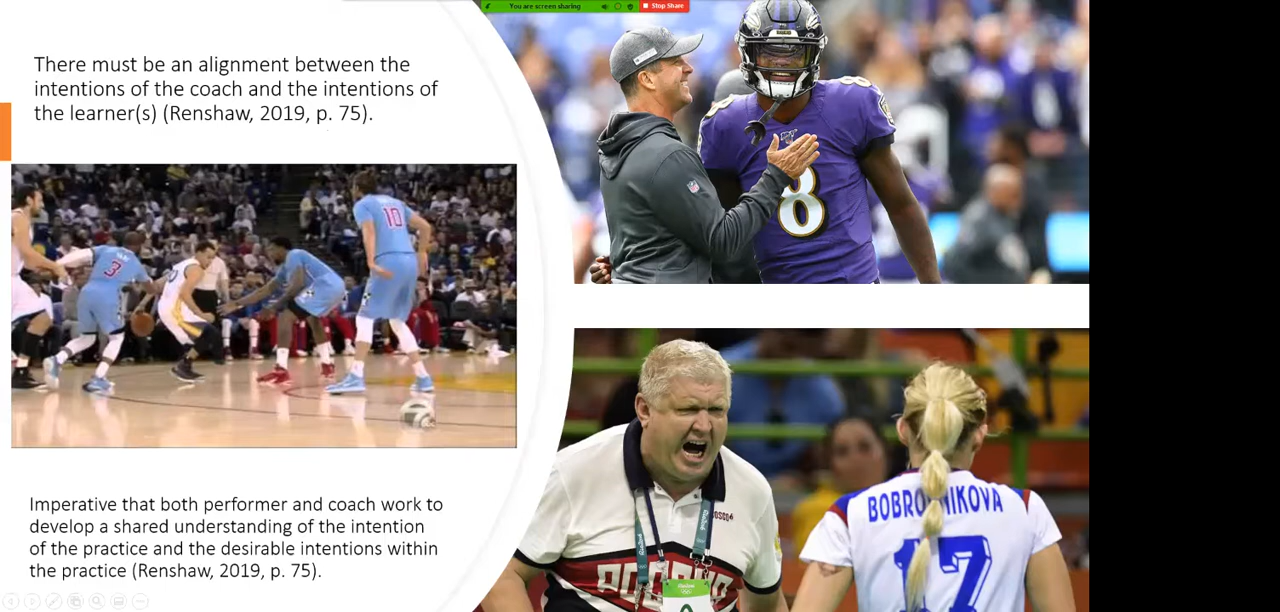 You are screen sharing
Stop Share
There must be an alignment between the
intentions of the coach and the intentions of
the learner(s) (Renshaw, 2019, p. 75).
8
3
10
Imperative that both performer and coach work to
develop a shared understanding of the intention
of the practice and the desirable intentions within
the practice (Renshaw, 2019, p. 75).
17